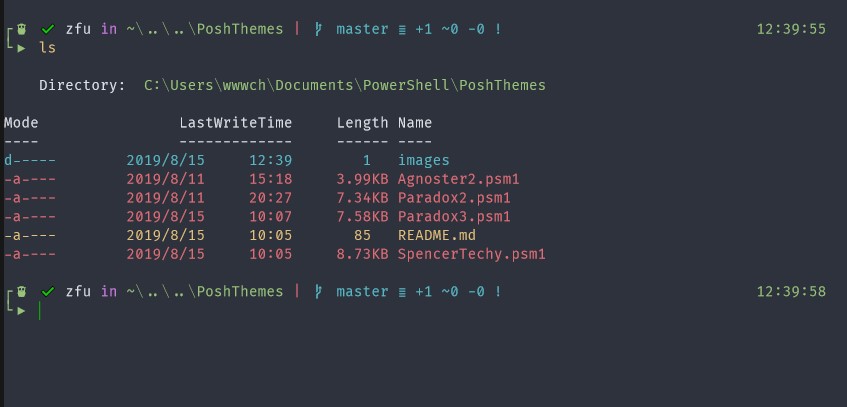 ✔ zfu in ~\..\..\PoshThemes | master ≡ +1 ~0 -0 ! 12:39:55
► ls
Directory: C:\Users\wwwch\Documents\PowerShell\PoshThemes
Mode LastWriteTime Length Name
---- ------------- ------ ----
d----- 2019/8/15 12:39 1 images
-a---- 2019/8/11 15:18 3.99KB Agnoster2.psm1
-a---- 2019/8/11 20:27 7.34KB Paradox2.psm1
-a---- 2019/8/15 10:07 7.58KB Paradox3.psm1
-a---- 2019/8/15 10:05 85 README.md
-a---- 2019/8/15 10:05 8.73KB SpencerTechy.psm1
✔ zfu in ~\..\..\PoshThemes | master ≡ +1 ~0 -0 ! 12:39:58
►